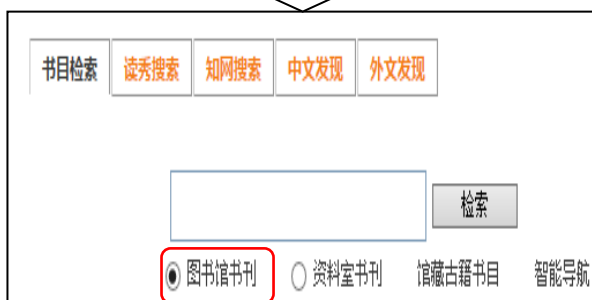 书目检索 读秀搜索 知网搜索 中文发现 外文发现
检索
图书馆书刊 资料室书刊 馆藏古籍书目 智能导航